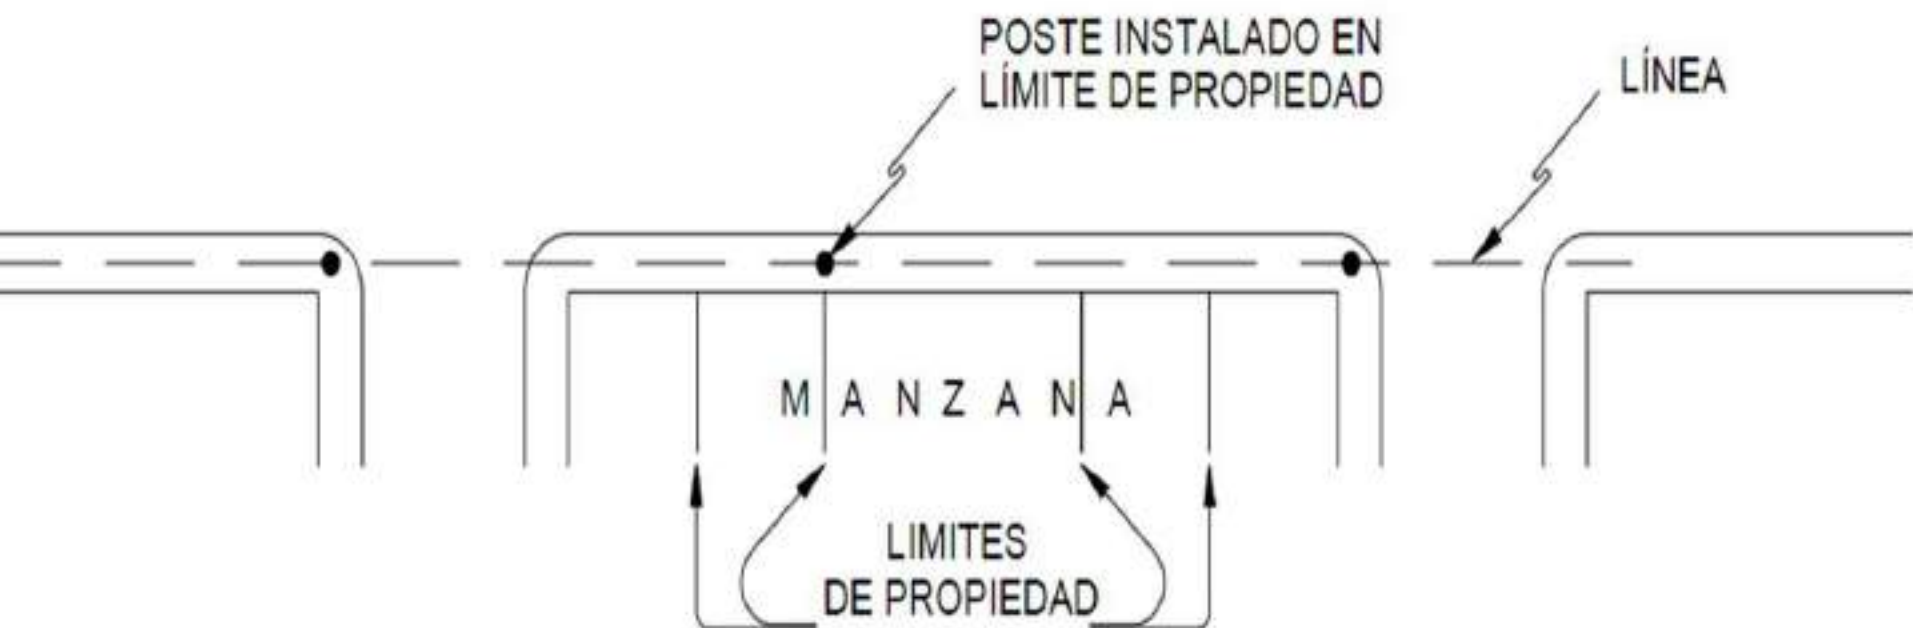 POSTE INSTALADO EN
LÍMITE DE PROPIEDAD
LÍNEA
M A N Z A N A
LIMITES
DE PROPIEDAD